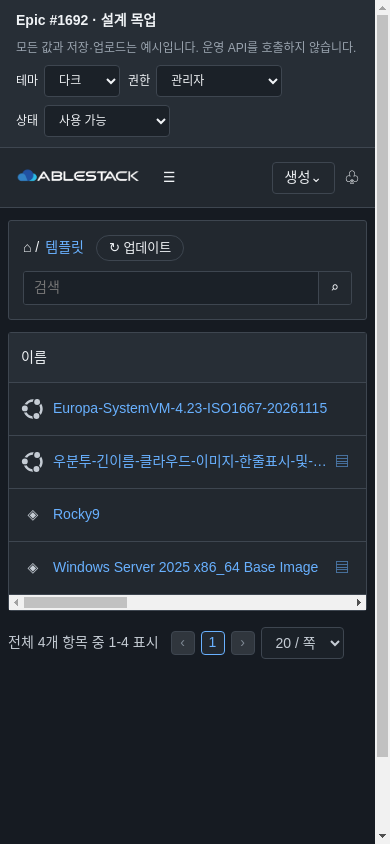 Epic #1692 · 설계 목업
모든 값과 저장·업로드는 예시입니다. 운영 API를 호출하지 않습니다.
테마 다크 권한 관리자
상태 사용 가능
ABLESTACK ☰ 생성
⌂ / 템플릿 ↻ 업데이트
검색
이름
Europa-SystemVM-4.23-ISO1667-20261115
우분투-긴이름-클라우드-이미지-한줄표시-및-...
Rocky9
Windows Server 2025 x86_64 Base Image
전체 4개 항목 중 1-4 표시 ‹ 1 › 20 / 쪽